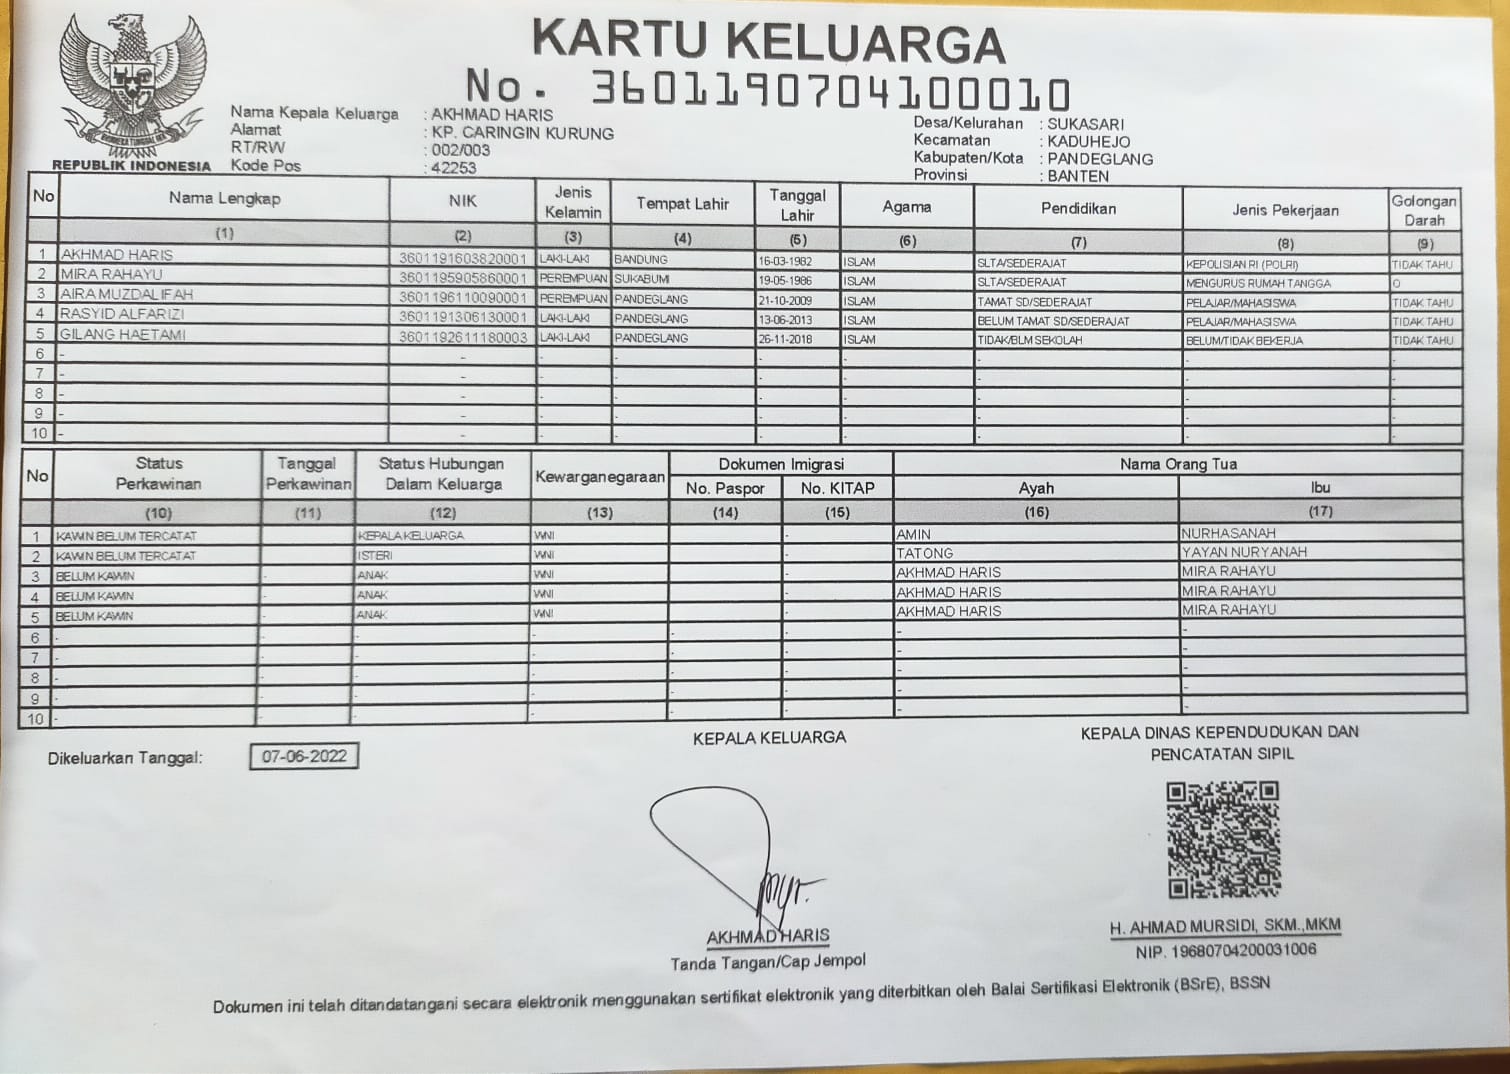 KARTU KELUARGA
No. 3601190704100010
REPUBLIK INDONESIA
Nama Kepala Keluarga : AKHMAD HARIS
Alamat : KP. CARINGIN KURUNG
RT/RW : 002/003
Kode Pos : 42253
Desa/Kelurahan : SUKASARI
Kecamatan : KADUHEJO
Kabupaten/Kota : PANDEGLANG
Provinsi : BANTEN
No Nama Lengkap NIK Jenis Kelamin Tempat Lahir Tanggal Lahir Agama Pendidikan Jenis Pekerjaan Golongan Darah
(1) (2) (3) (4) (5) (6) (7) (8) (9)
1 AKHMAD HARIS 3601191603820001 LAKI-LAKI BANDUNG 16-03-1982 ISLAM SLTA/SEDERAJAT KEPOLISIAN RI (POLRI) TIDAK TAHU
2 MIRA RAHAYU 3601195905860001 PEREMPUAN SUKABUMI 19-05-1986 ISLAM SLTA/SEDERAJAT MENGURUS RUMAH TANGGA O
3 AIRA MUZDALIFAH 3601196110090001 PEREMPUAN PANDEGLANG 21-10-2009 ISLAM TAMAT SD/SEDERAJAT PELAJAR/MAHASISWA TIDAK TAHU
4 RASYID ALFARIZI 3601191306130001 LAKI-LAKI PANDEGLANG 13-06-2013 ISLAM BELUM TAMAT SD/SEDERAJAT PELAJAR/MAHASISWA TIDAK TAHU
5 GILANG HAETAMI 3601192611180003 LAKI-LAKI PANDEGLANG 26-11-2018 ISLAM TIDAK/BLM SEKOLAH BELUM/TIDAK BEKERJA TIDAK TAHU
6 - - - - - - - - -
7 - - - - - - - - -
8 - - - - - - - - -
9 - - - - - - - - -
10 - - - - - - - - -
No Status Perkawinan Tanggal Perkawinan Status Hubungan Dalam Keluarga Kewarganegaraan Dokumen Imigrasi Nama Orang Tua
No. Paspor No. KITAP Ayah Ibu
(10) (11) (12) (13) (14) (15) (16) (17)
1 KAWIN BELUM TERCATAT KEPALA KELUARGA WNI - AMIN NURHASANAH
2 KAWIN BELUM TERCATAT ISTERI WNI - TATONG YAYAN NURYANAH
3 BELUM KAWIN - ANAK WNI - AKHMAD HARIS MIRA RAHAYU
4 BELUM KAWIN - ANAK WNI - AKHMAD HARIS MIRA RAHAYU
5 BELUM KAWIN - ANAK WNI - AKHMAD HARIS MIRA RAHAYU
6 - - - - - - - -
7 - - - - - - - -
8 - - - - - - - -
9 - - - - - - - -
10 - - - - - - - -
Dikeluarkan Tanggal: 07-06-2022
KEPALA KELUARGA
AKHMAD HARIS
Tanda Tangan/Cap Jempol
KEPALA DINAS KEPENDUDUKAN DAN
PENCATATAN SIPIL
H. AHMAD MURSIDI, SKM.,MKM
NIP. 196807042000031006
Dokumen ini telah ditandatangani secara elektronik menggunakan sertifikat elektronik yang diterbitkan oleh Balai Sertifikasi Elektronik (BSrE), BSSN